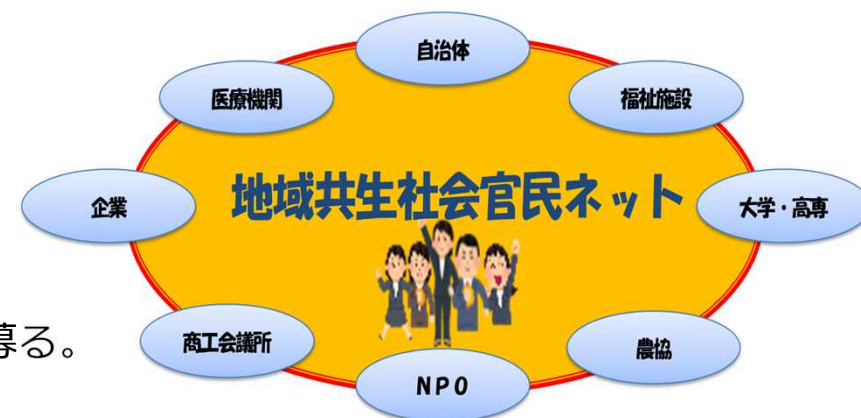 自治体
医療機関
福祉施設
企業
地域共生社会官民ネット
大学・高専
募る。
商工会議所
農協
NPO